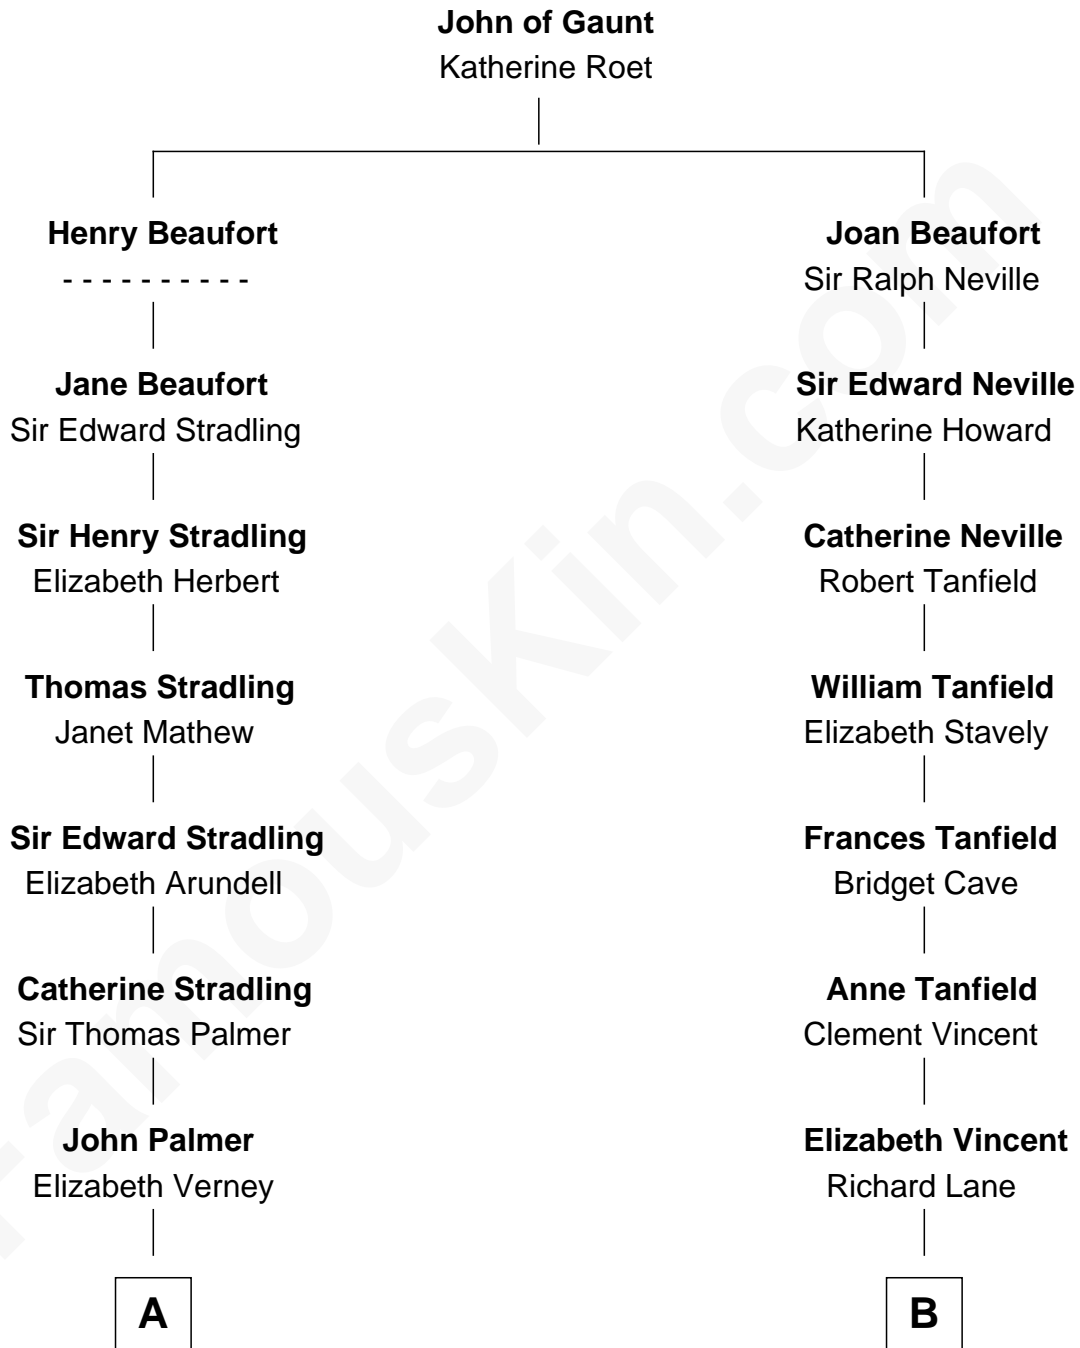 John of Gaunt
Katherine Roet
Henry Beaufort
- - - - - - - - - -
Joan Beaufort
Sir Ralph Neville
Jane Beaufort
Sir Edward Stradling
Sir Edward Neville
Katherine Howard
Sir Henry Stradling
Elizabeth Herbert
Catherine Neville
Robert Tanfield
Thomas Stradling
Janet Mathew
William Tanfield
Elizabeth Stavely
Sir Edward Stradling
Elizabeth Arundell
Frances Tanfield
Bridget Cave
Catherine Stradling
Sir Thomas Palmer
Anne Tanfield
Clement Vincent
John Palmer
Elizabeth Verney
Elizabeth Vincent
Richard Lane
A
B
FamousKin.com